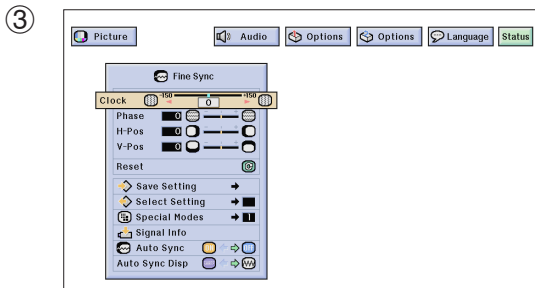 ③
Picture Audio Options Options Language Status
Fine Sync
-150 150
Clock 0
Phase 0
H-Pos 0
V-Pos 0
Reset
Save Setting
Select Setting
Special Modes 1
Signal Info
Auto Sync
Auto Sync Disp